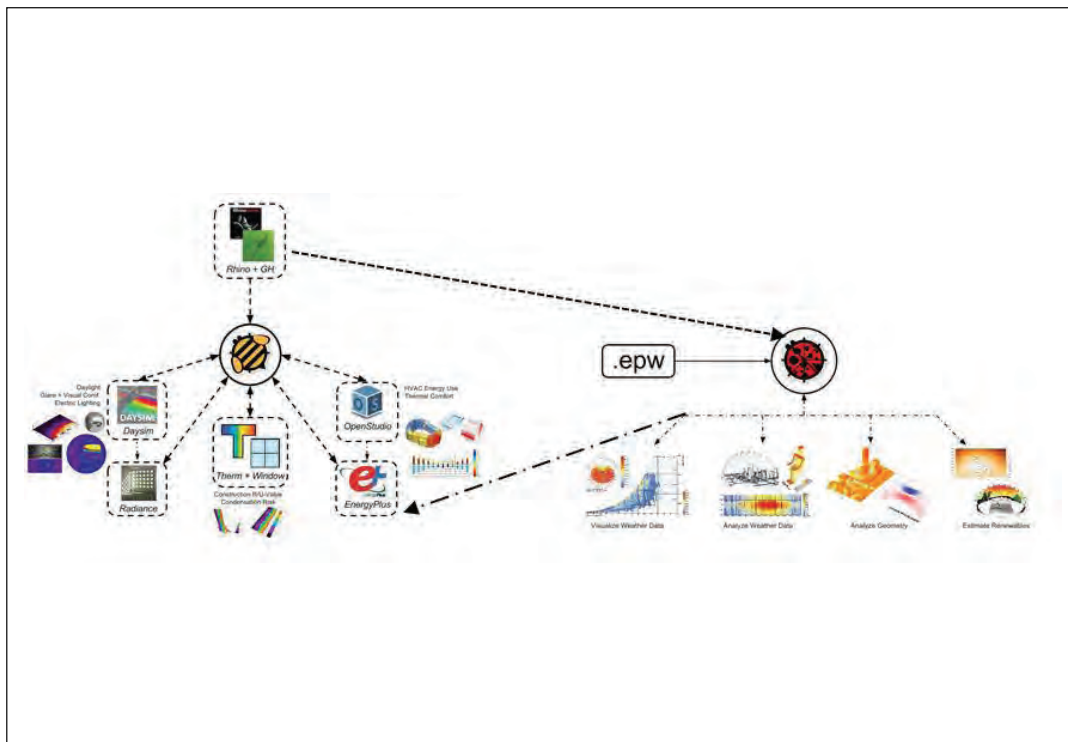 Rhino + GH
.epw
Daylight
Glare + Visual Comf.
Electric Lighting
DAYSIM
Daysim
HVAC Energy Use
Thermal Comfort
OS
OpenStudio
T
Therm + Window
Construction R/U-Value
Condensation Risk
Radiance
e+
EnergyPlus
Visualize Weather Data
Analyze Weather Data
Analyze Geometry
Estimate Renewables